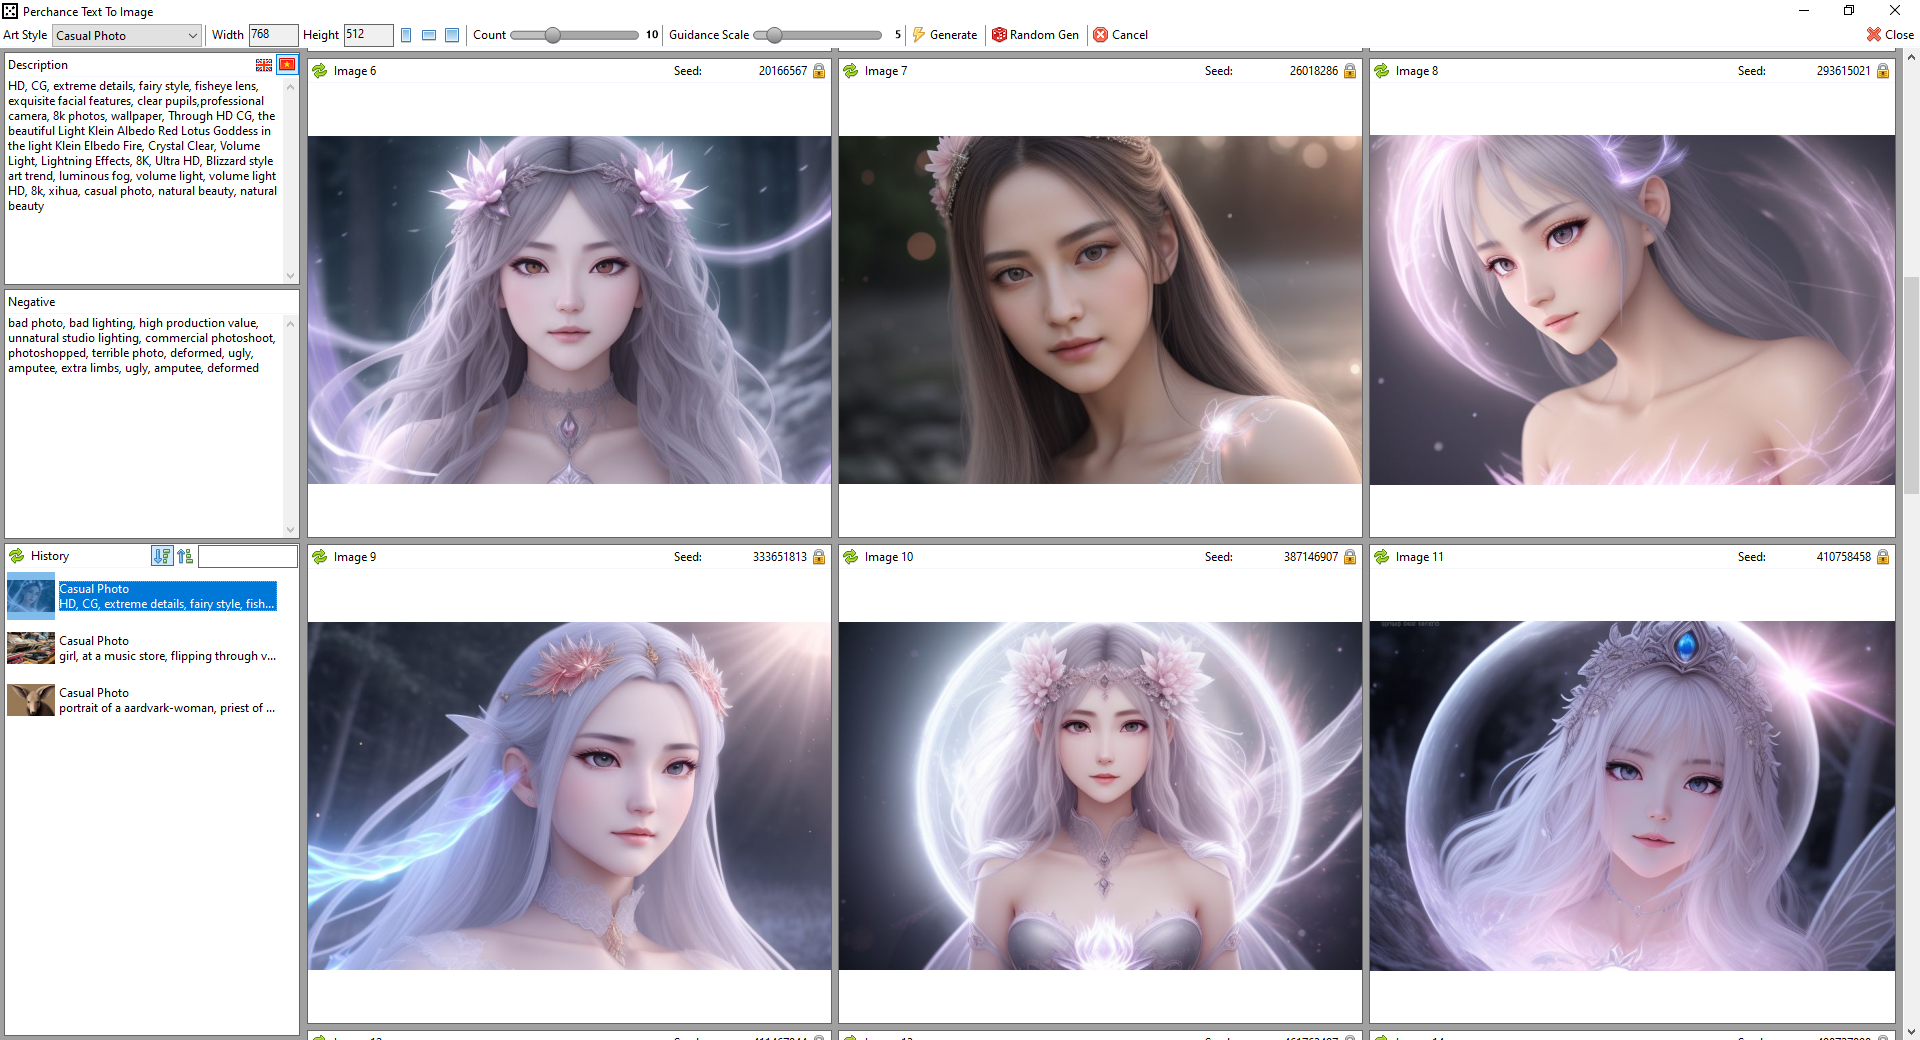 Perchance Text To Image
Art Style Casual Photo Width 768 Height 512 Count 10 Guidance Scale 5 Generate Random Gen Cancel Close
Description
HD, CG, extreme details, fairy style, fisheye lens,
exquisite facial features, clear pupils,professional
camera, 8k photos, wallpaper, Through HD CG, the
beautiful Light Klein Albedo Red Lotus Goddess in
the light Klein Elbedo Fire, Crystal Clear, Volume
Light, Lightning Effects, 8K, Ultra HD, Blizzard style
art trend, luminous fog, volume light, volume light
HD, 8k, xihua, casual photo, natural beauty, natural
beauty
Negative
bad photo, bad lighting, high production value,
unnatural studio lighting, commercial photoshoot,
photoshopped, terrible photo, deformed, ugly,
amputee, extra limbs, ugly, amputee, deformed
History
Casual Photo
HD, CG, extreme details, fairy style, fish...
Casual Photo
girl, at a music store, flipping through v...
Casual Photo
portrait of a aardvark-woman, priest of ...
Image 6 Seed: 20166567
Image 7 Seed: 26018286
Image 8 Seed: 293615021
Image 9 Seed: 333651813
Image 10 Seed: 387146907
Image 11 Seed: 410758458